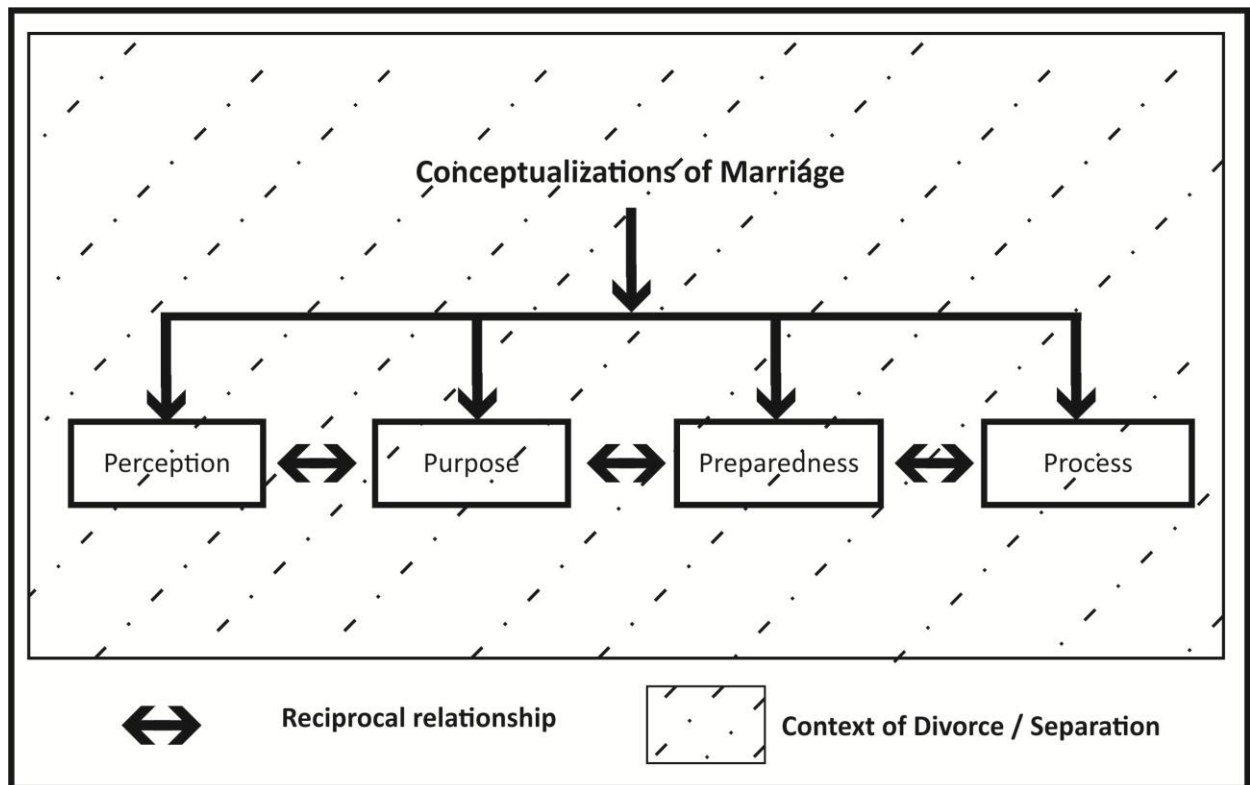 Conceptualizations of Marriage
Perception
Purpose
Preparedness
Process
Reciprocal relationship
Context of Divorce / Separation